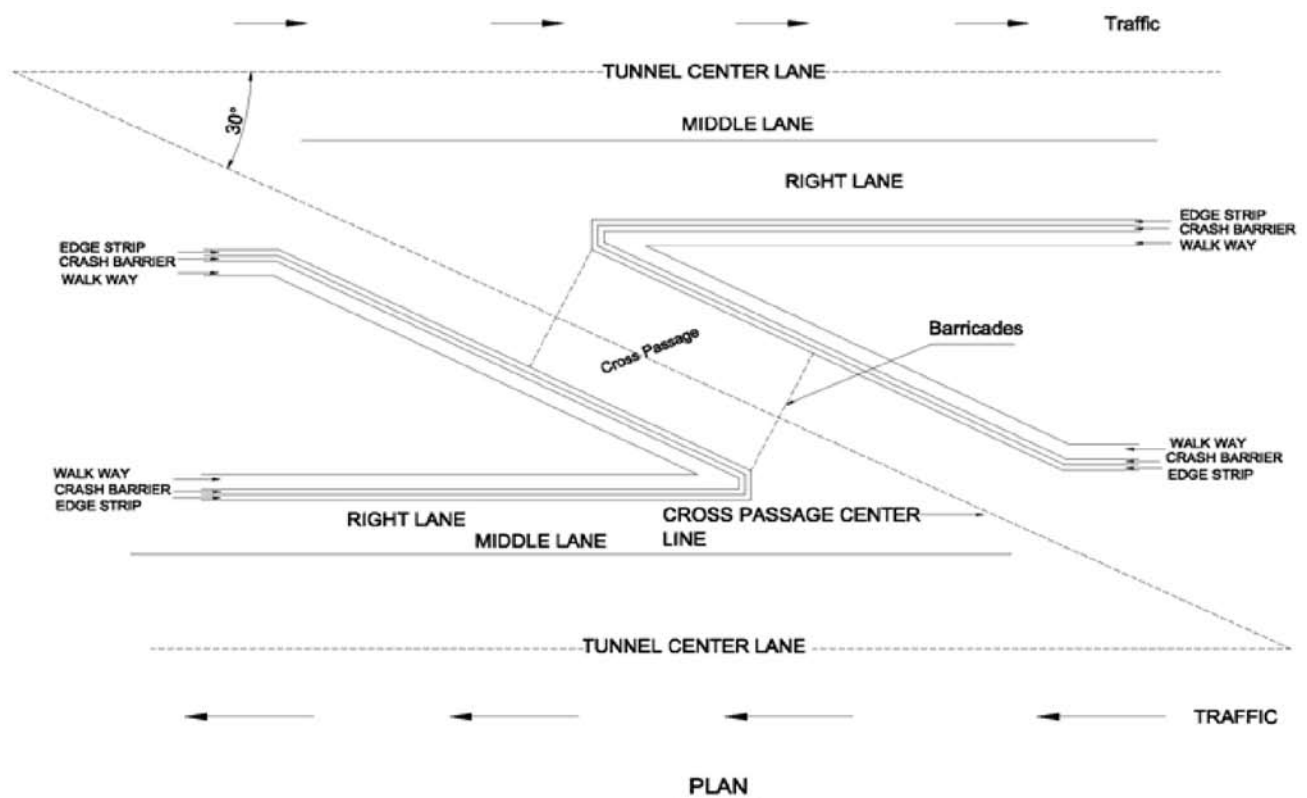 Traffic
TUNNEL CENTER LANE
30°
MIDDLE LANE
RIGHT LANE
EDGE STRIP
CRASH BARRIER
WALK WAY
EDGE STRIP
CRASH BARRIER
WALK WAY
Barricades
Cross Passage
WALK WAY
CRASH BARRIER
EDGE STRIP
WALK WAY
CRASH BARRIER
EDGE STRIP
RIGHT LANE
CROSS PASSAGE CENTER
LINE
MIDDLE LANE
TUNNEL CENTER LANE
TRAFFIC
PLAN